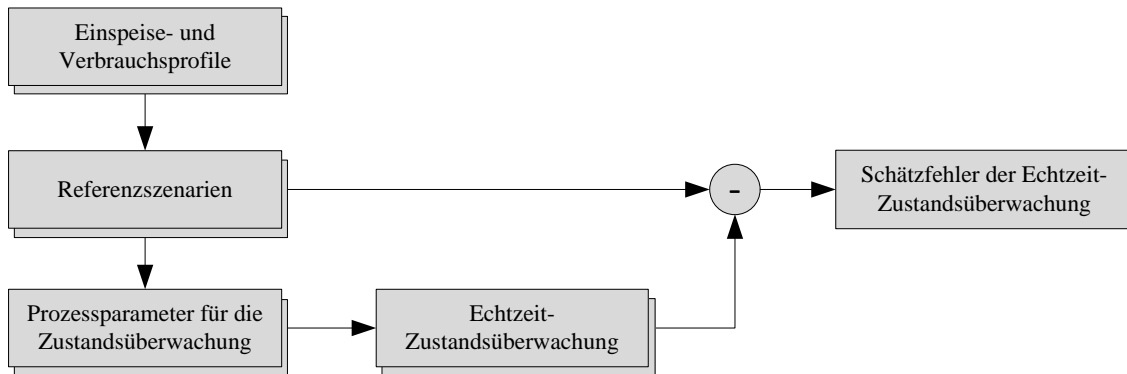 Einspeise- und
Verbrauchsprofile
Referenzszenarien
-
Schätzfehler der Echtzeit-
Zustandsüberwachung
Prozessparameter für die
Zustandsüberwachung
Echtzeit-
Zustandsüberwachung